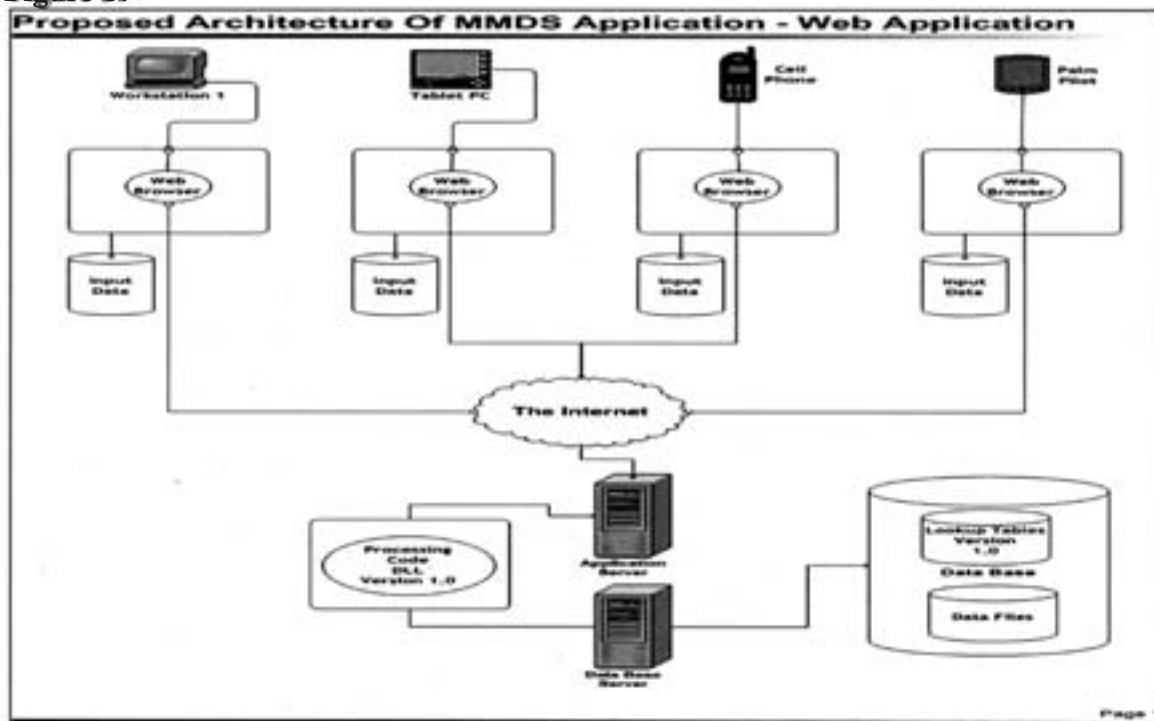 Proposed Architecture Of MMDS Application - Web Application
Workstation 1
Tablet PC
Cell
Phone
Palm
Pilot
Web
Browser
Web
Browser
Web
Browser
Web
Browser
Input
Data
Input
Data
Input
Data
Input
Data
The Internet
Processing
Code
DLL
Version 1.0
Application
Server
Data Base
Server
Lookup Tables
Version
1.0
Data Base
Data Files
Page